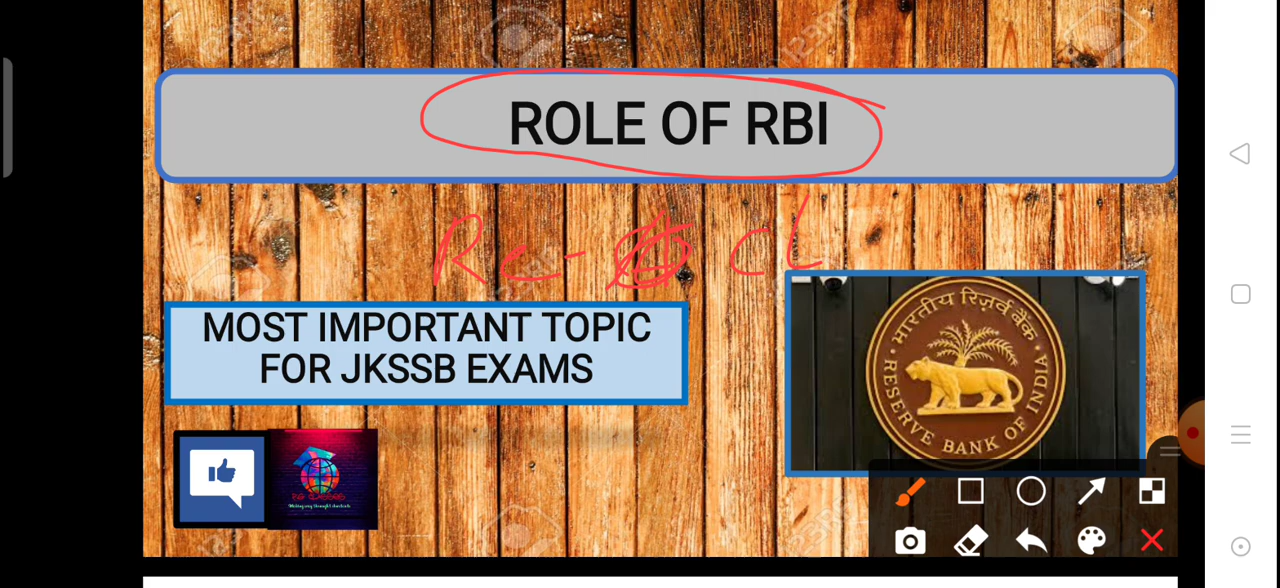 ROLE OF RBI
MOST IMPORTANT TOPIC
FOR JKSSB EXAMS
भारतीय रिज़र्व बैंक
RESERVE BANK OF INDIA